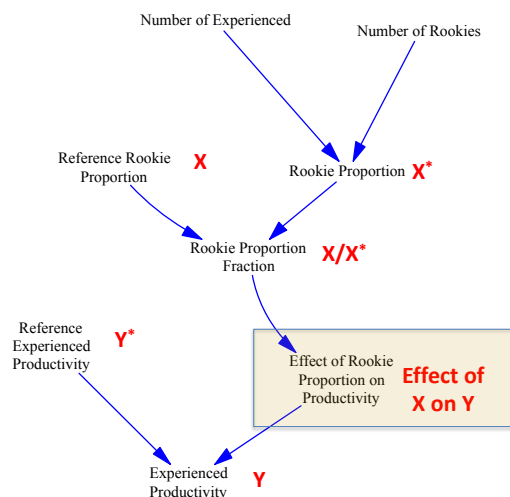 Number of Experienced
Number of Rookies
Reference Rookie
Proportion
X
Rookie Proportion
X*
Rookie Proportion
Fraction
X/X*
Reference
Experienced
Productivity
Y*
Effect of Rookie
Proportion on
Productivity
Effect of
X on Y
Experienced
Productivity
Y